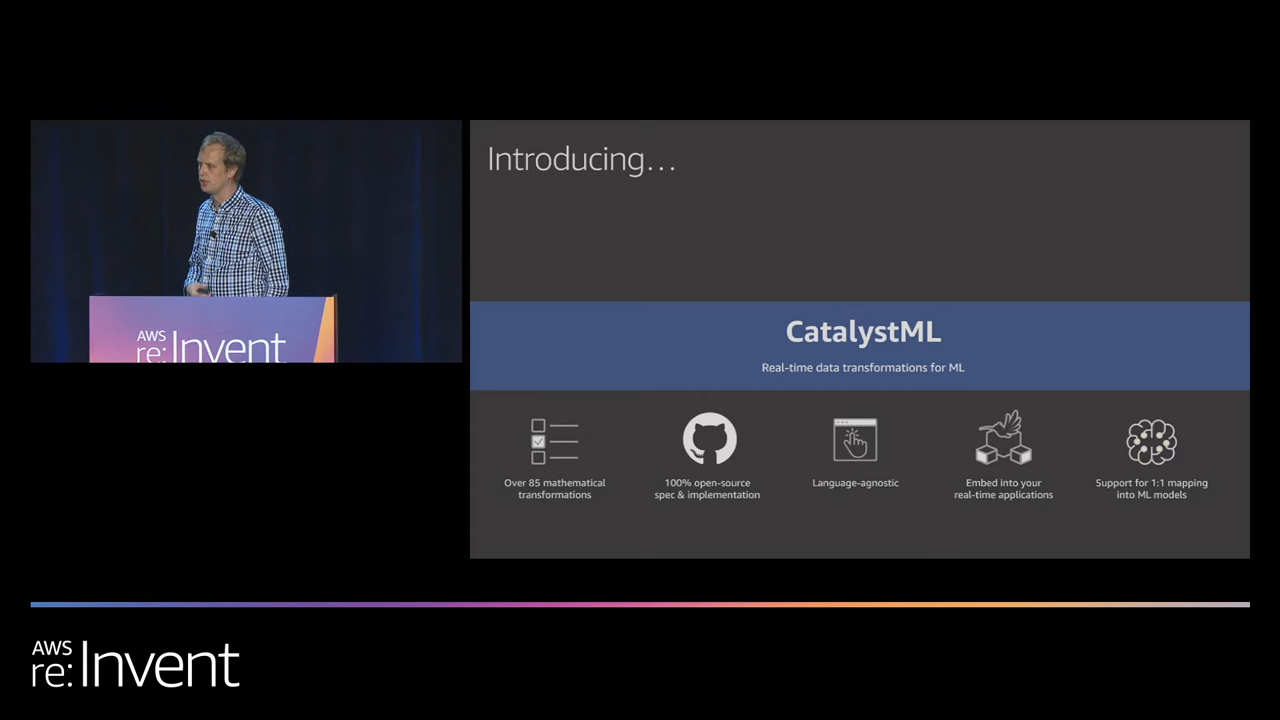 AWS
re:Invent
Introducing...
CatalystML
Real-time data transformations for ML
Over 85 mathematical
transformations
100% open-source
spec & implementation
Language-agnostic
Embed into your
real-time applications
Support for 1:1 mapping
into ML models
AWS
re:Invent